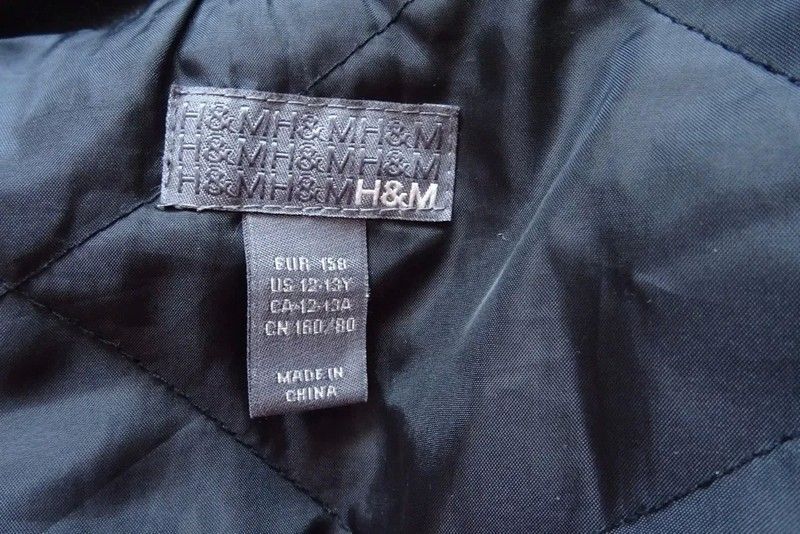 H&MH&MH&M
H&MH&MH&M
H&MH&MH&M
EUR 158
US 12-13Y
CA-12-13A
CN 160/80
MADE IN
CHINA